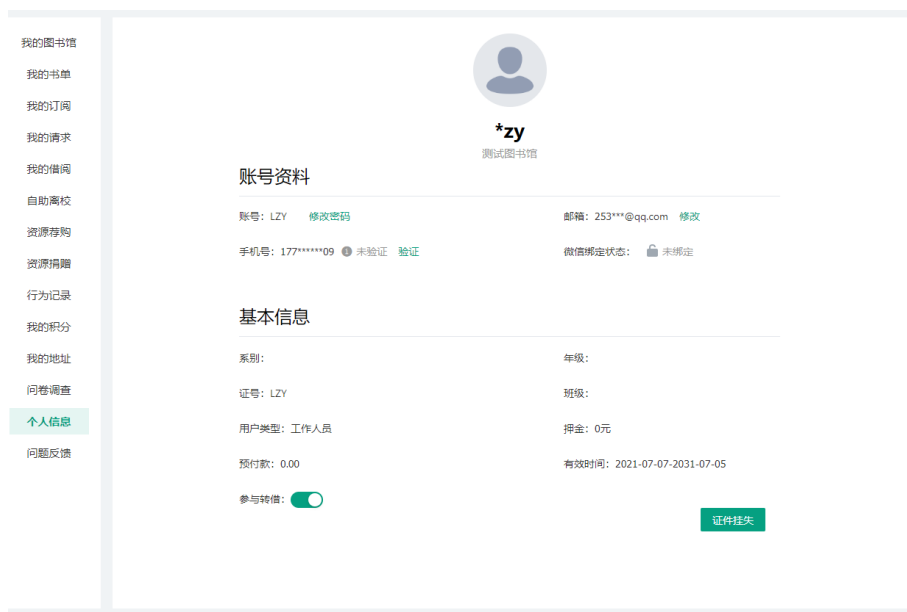 我的图书馆
我的书单
我的订阅
我的请求
我的借阅
自助离校
资源荐购
资源捐赠
行为记录
我的积分
我的地址
问卷调查
个人信息
问题反馈
*zy
测试图书馆
账号资料
账号：LZY 修改密码 邮箱：253***@qq.com 修改
手机号：177******09 未验证 验证 微信绑定状态： 未绑定
基本信息
系别： 年级：
证号：LZY 班级：
用户类型：工作人员 押金：0元
预付款：0.00 有效时间：2021-07-07-2031-07-05
参与转借：
证件挂失